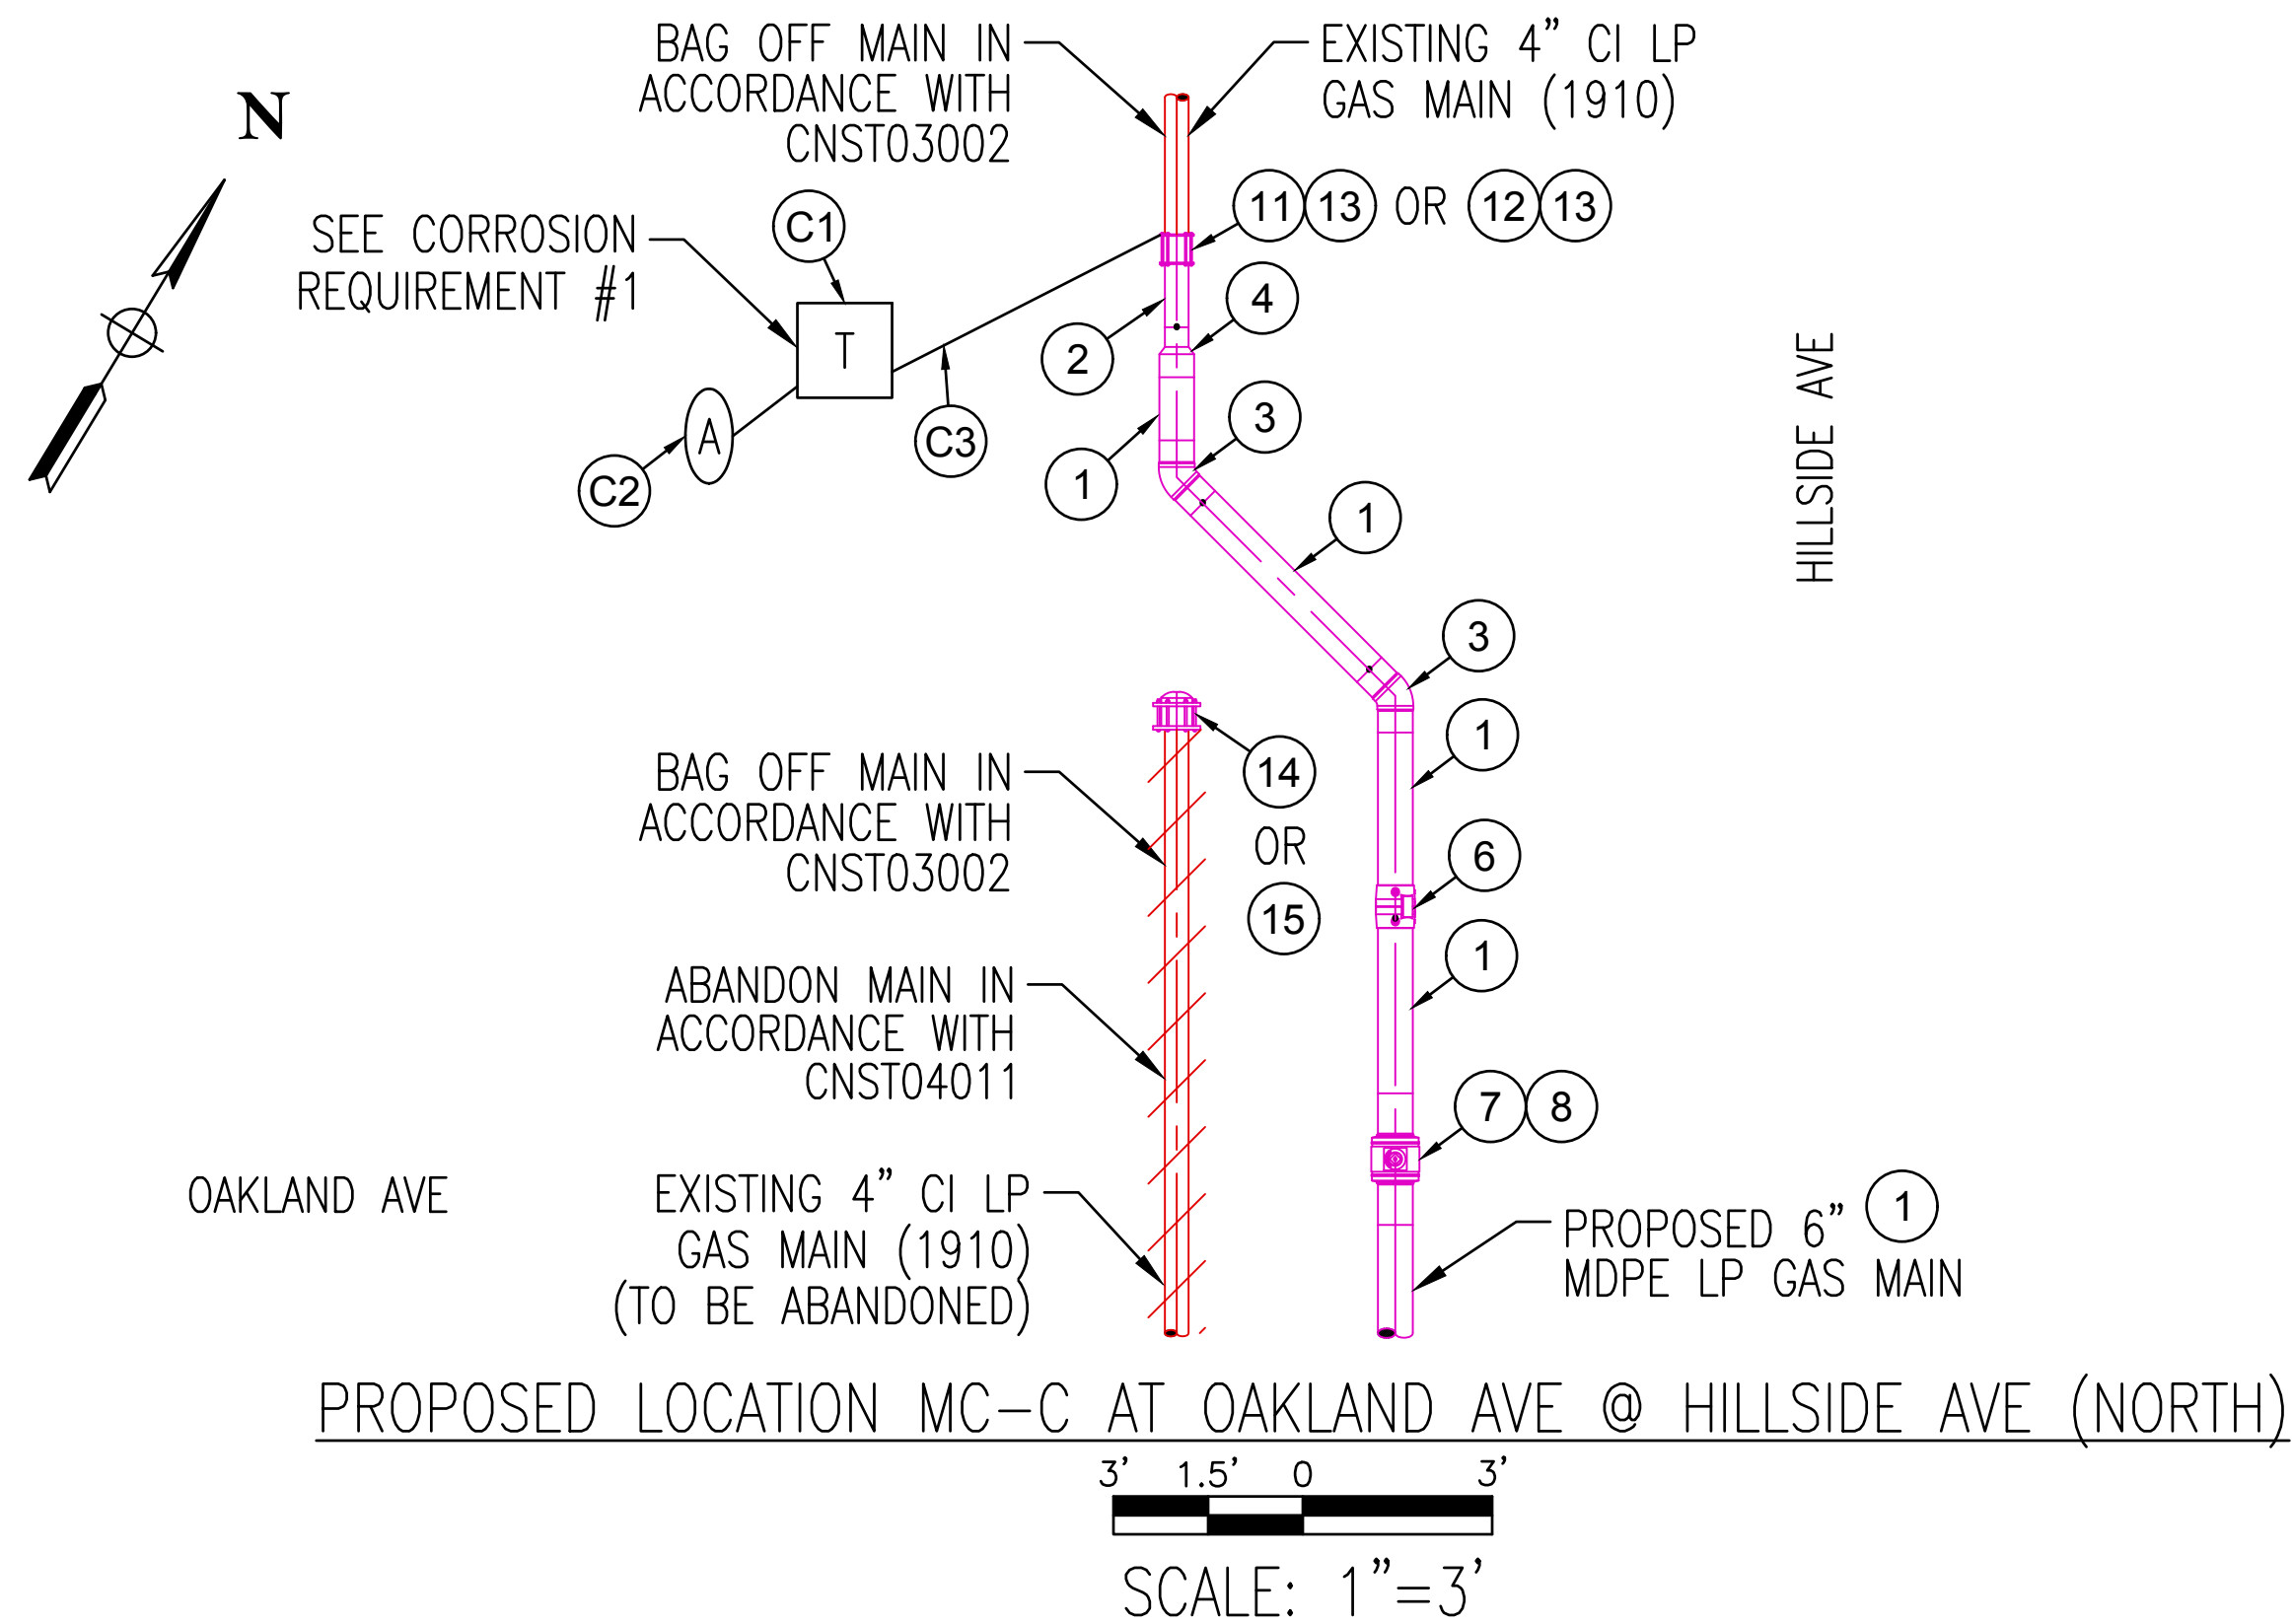 BAG OFF MAIN IN
ACCORDANCE WITH
CNST03002
EXISTING 4" CI LP
GAS MAIN (1910)
N
SEE CORROSION
REQUIREMENT #1
C1
T
A
C2
C3
11 13 OR 12 13
4
2
3
1
1
3
1
HILLSIDE AVE
BAG OFF MAIN IN
ACCORDANCE WITH
CNST03002
14
OR
15
6
1
ABANDON MAIN IN
ACCORDANCE WITH
CNST04011
7 8
OAKLAND AVE
EXISTING 4" CI LP
GAS MAIN (1910)
(TO BE ABANDONED)
1
PROPOSED 6"
MDPE LP GAS MAIN
PROPOSED LOCATION MC-C AT OAKLAND AVE @ HILLSIDE AVE (NORTH)
3' 1.5' 0 3'
SCALE: 1"=3'